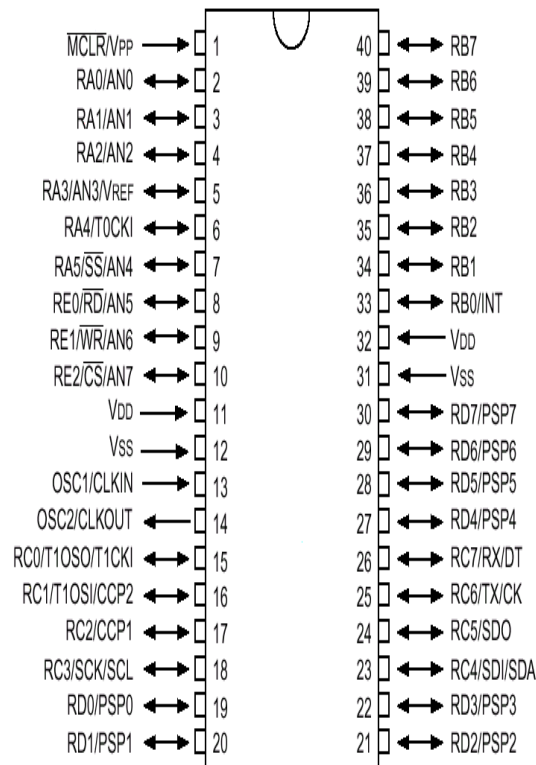 M̅C̅L̅R̅/VPP 1 40 RB7
RA0/AN0 2 39 RB6
RA1/AN1 3 38 RB5
RA2/AN2 4 37 RB4
RA3/AN3/VREF 5 36 RB3
RA4/T0CKI 6 35 RB2
RA5/S̅S̅/AN4 7 34 RB1
RE0/R̅D̅/AN5 8 33 RB0/INT
RE1/W̅R̅/AN6 9 32 VDD
RE2/C̅S̅/AN7 10 31 VSS
VDD 11 30 RD7/PSP7
VSS 12 29 RD6/PSP6
OSC1/CLKIN 13 28 RD5/PSP5
OSC2/CLKOUT 14 27 RD4/PSP4
RC0/T1OSO/T1CKI 15 26 RC7/RX/DT
RC1/T1OSI/CCP2 16 25 RC6/TX/CK
RC2/CCP1 17 24 RC5/SDO
RC3/SCK/SCL 18 23 RC4/SDI/SDA
RD0/PSP0 19 22 RD3/PSP3
RD1/PSP1 20 21 RD2/PSP2